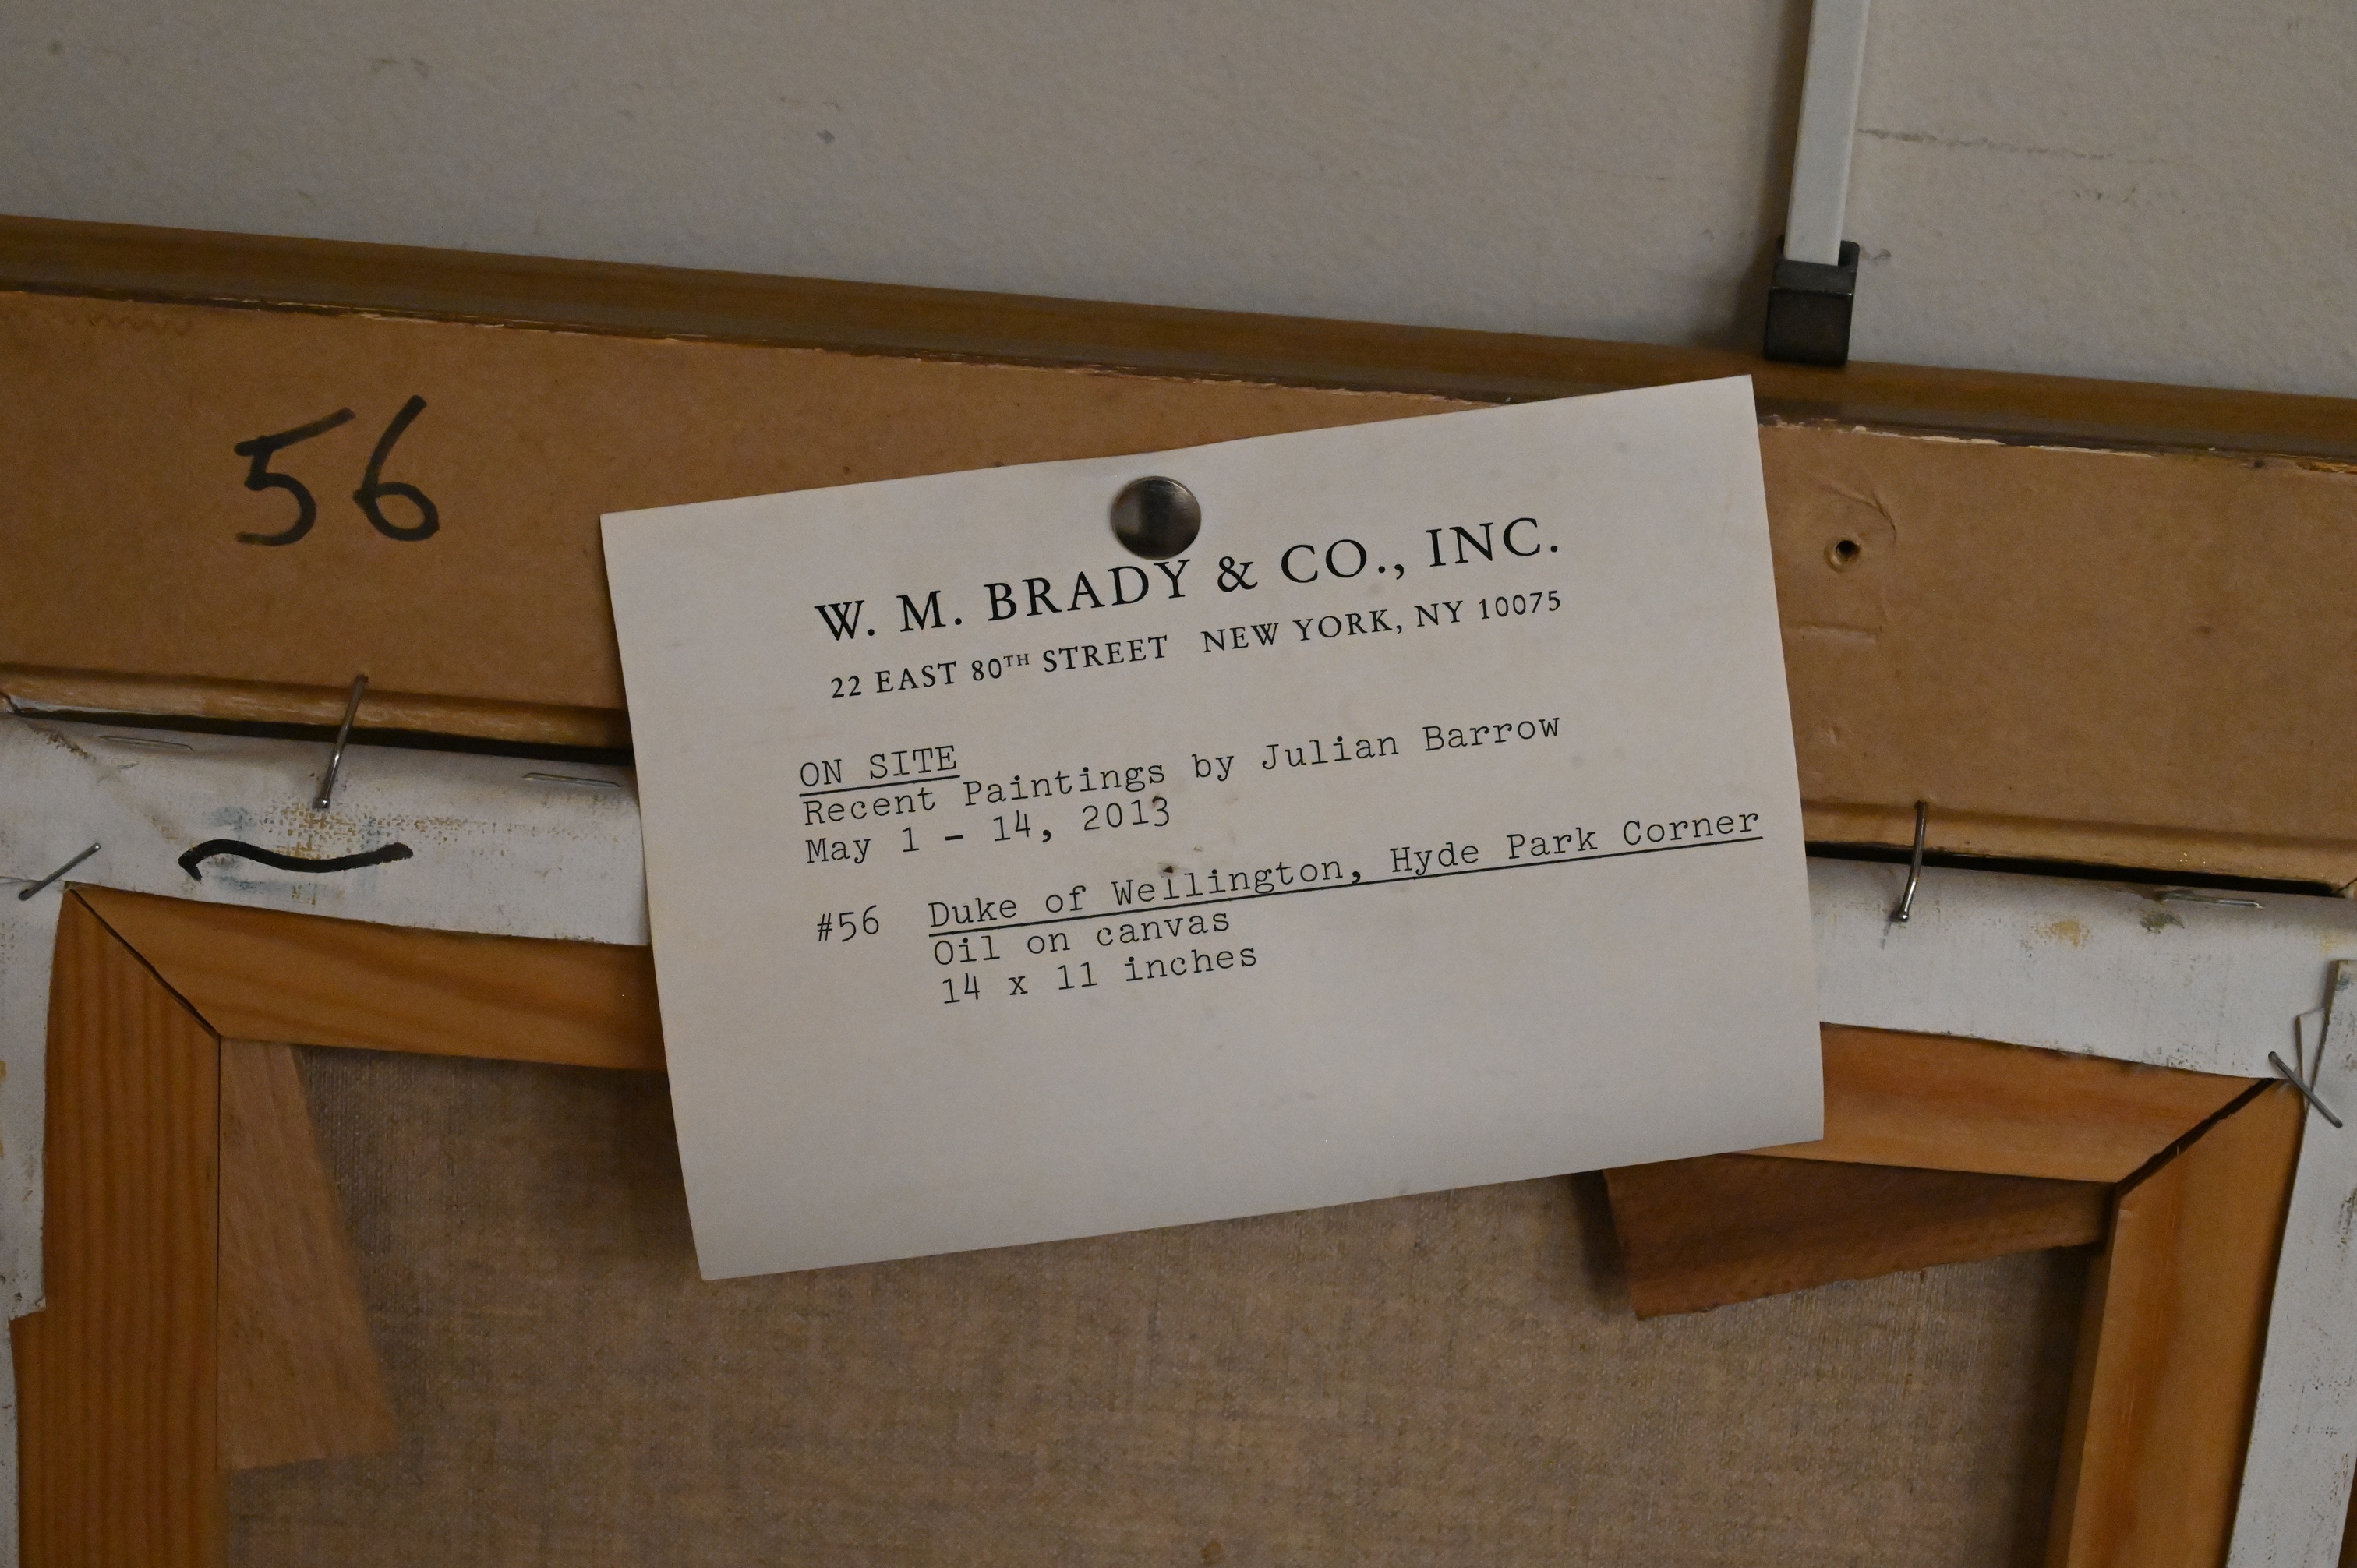 56
W. M. BRADY & CO., INC.
22 EAST 80TH STREET NEW YORK, NY 10075
ON SITE
Recent Paintings by Julian Barrow
May 1 - 14, 2013
#56 Duke of Wellington, Hyde Park Corner
Oil on canvas
14 x 11 inches